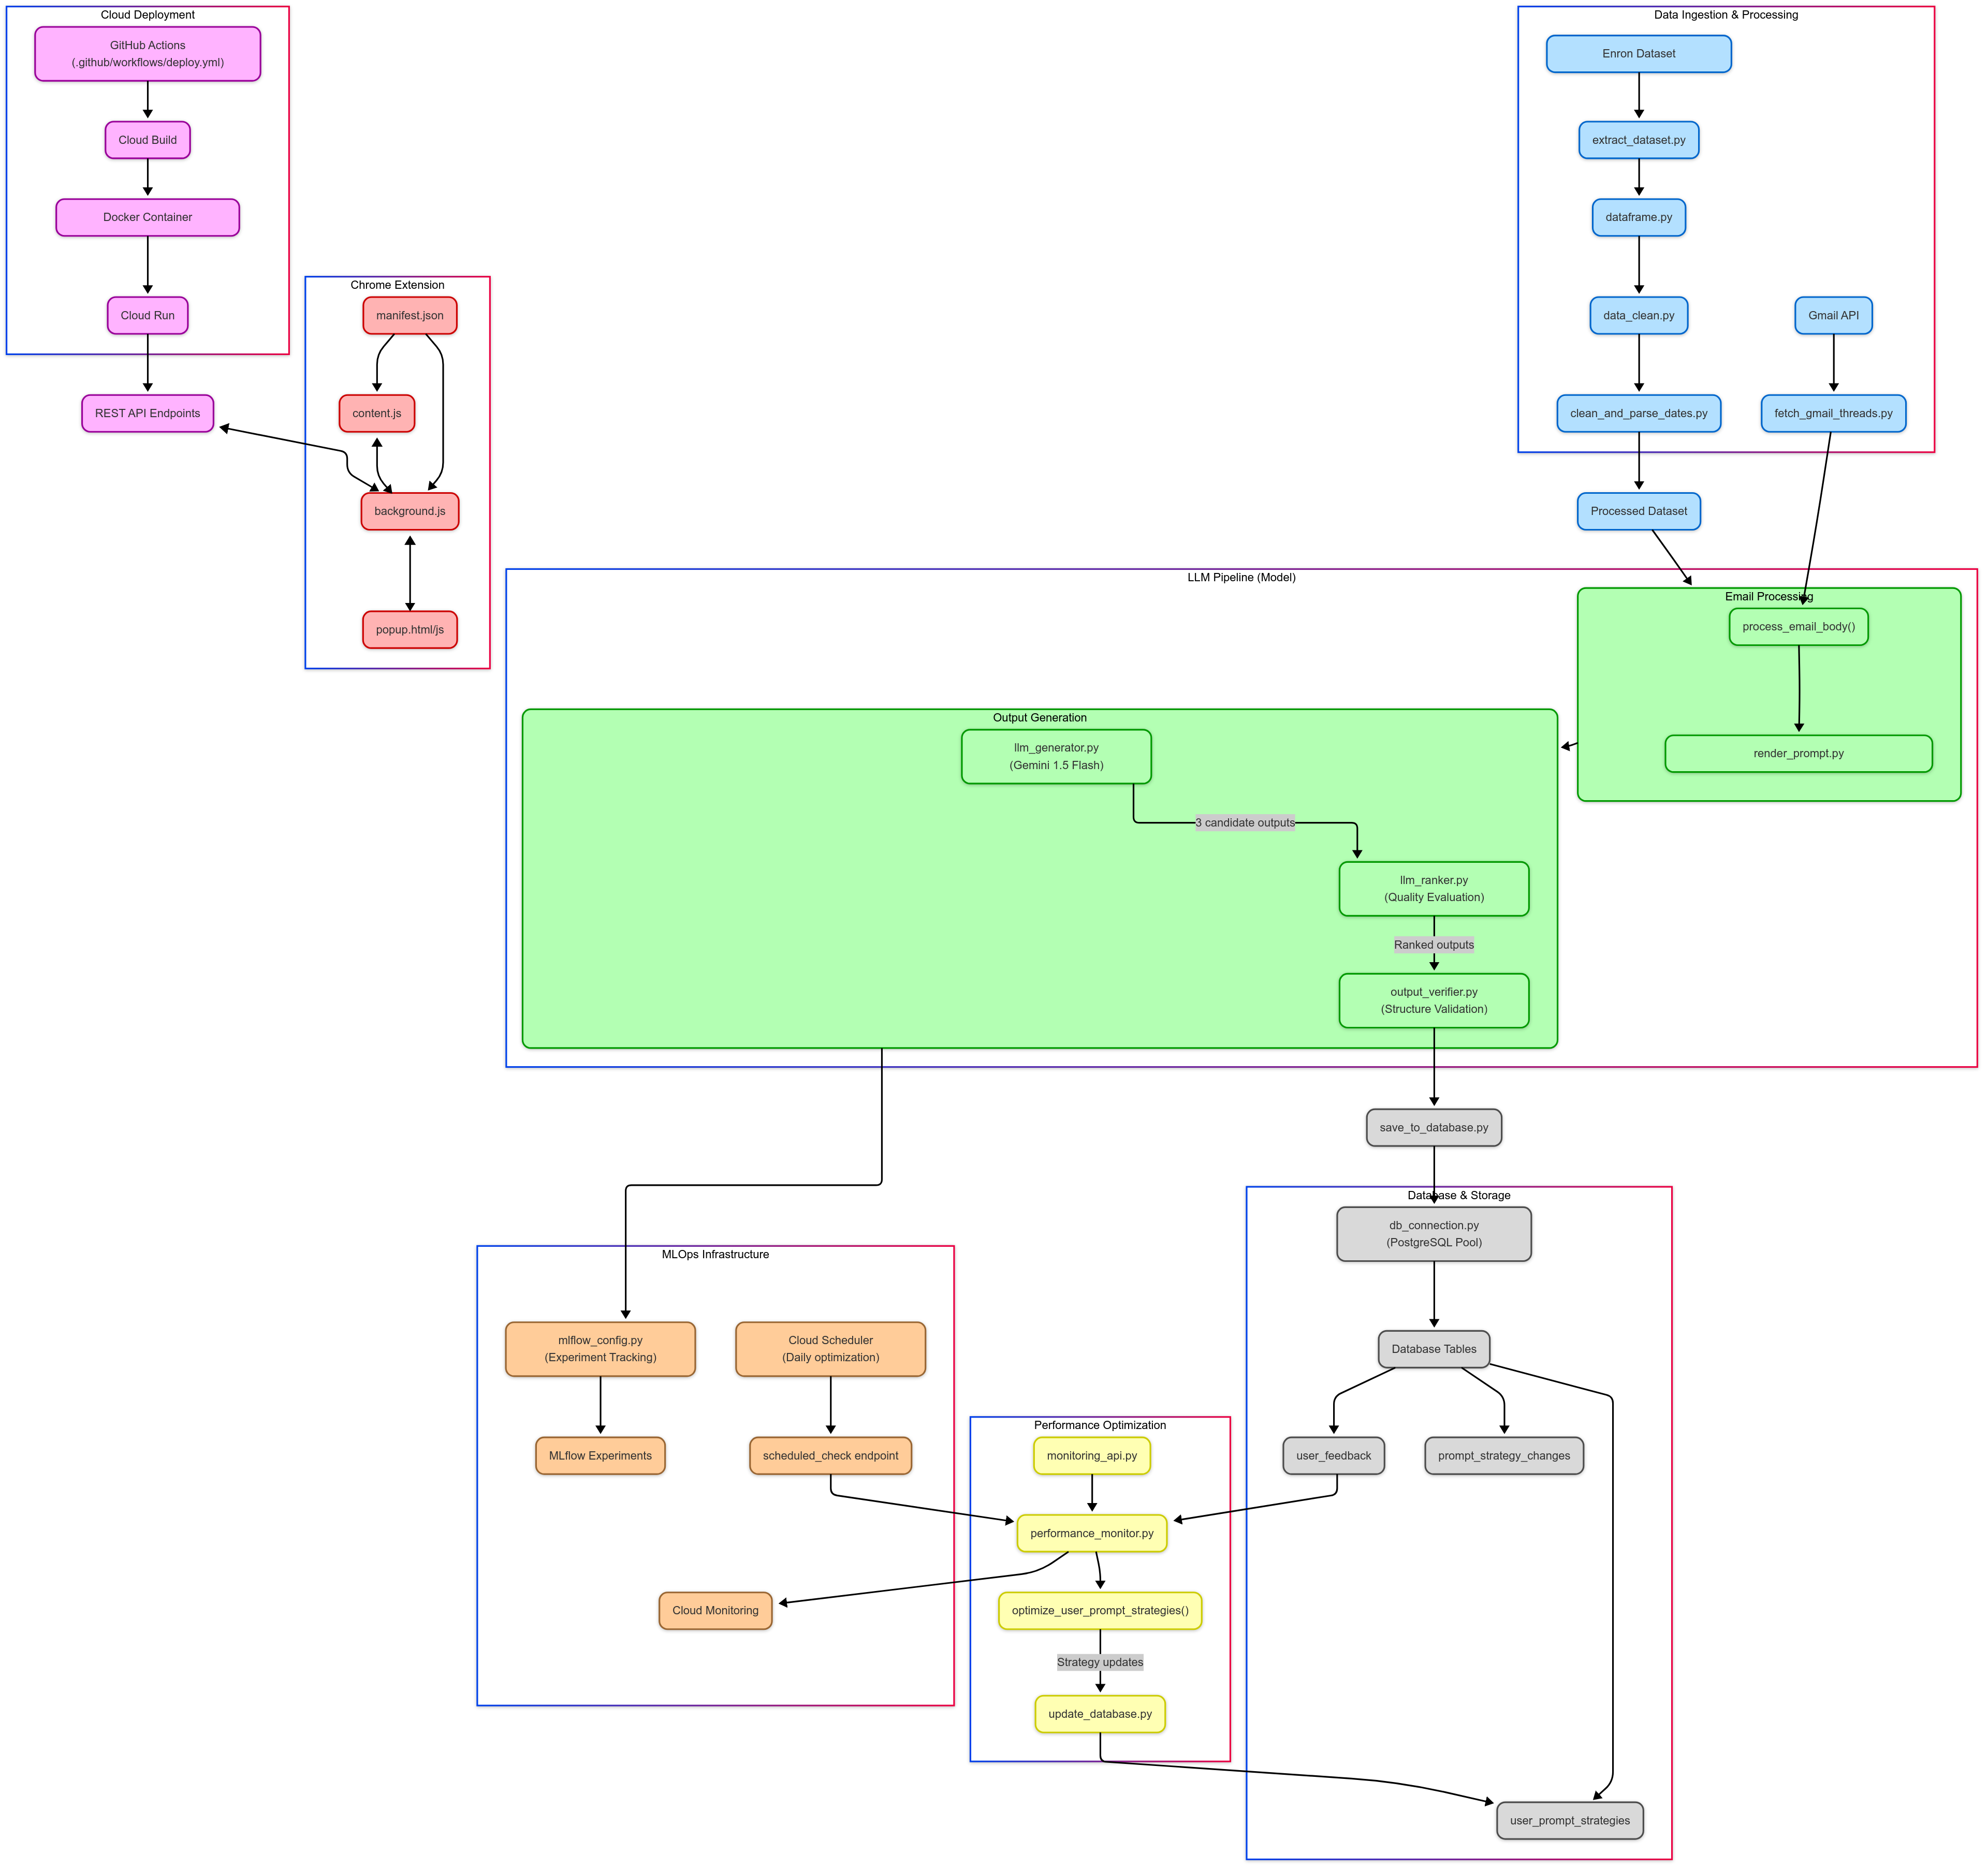 Cloud Deployment
GitHub Actions
(.github/workflows/deploy.yml)
Cloud Build
Docker Container
Cloud Run
REST API Endpoints
Chrome Extension
manifest.json
content.js
background.js
popup.html/js
Data Ingestion & Processing
Enron Dataset
extract_dataset.py
dataframe.py
data_clean.py
Gmail API
clean_and_parse_dates.py
fetch_gmail_threads.py
Processed Dataset
LLM Pipeline (Model)
Email Processing
process_email_body()
render_prompt.py
Output Generation
llm_generator.py
(Gemini 1.5 Flash)
3 candidate outputs
llm_ranker.py
(Quality Evaluation)
Ranked outputs
output_verifier.py
(Structure Validation)
save_to_database.py
Database & Storage
db_connection.py
(PostgreSQL Pool)
Database Tables
user_feedback
prompt_strategy_changes
user_prompt_strategies
MLOps Infrastructure
mlflow_config.py
(Experiment Tracking)
Cloud Scheduler
(Daily optimization)
MLflow Experiments
scheduled_check endpoint
Cloud Monitoring
Performance Optimization
monitoring_api.py
performance_monitor.py
optimize_user_prompt_strategies()
Strategy updates
update_database.py